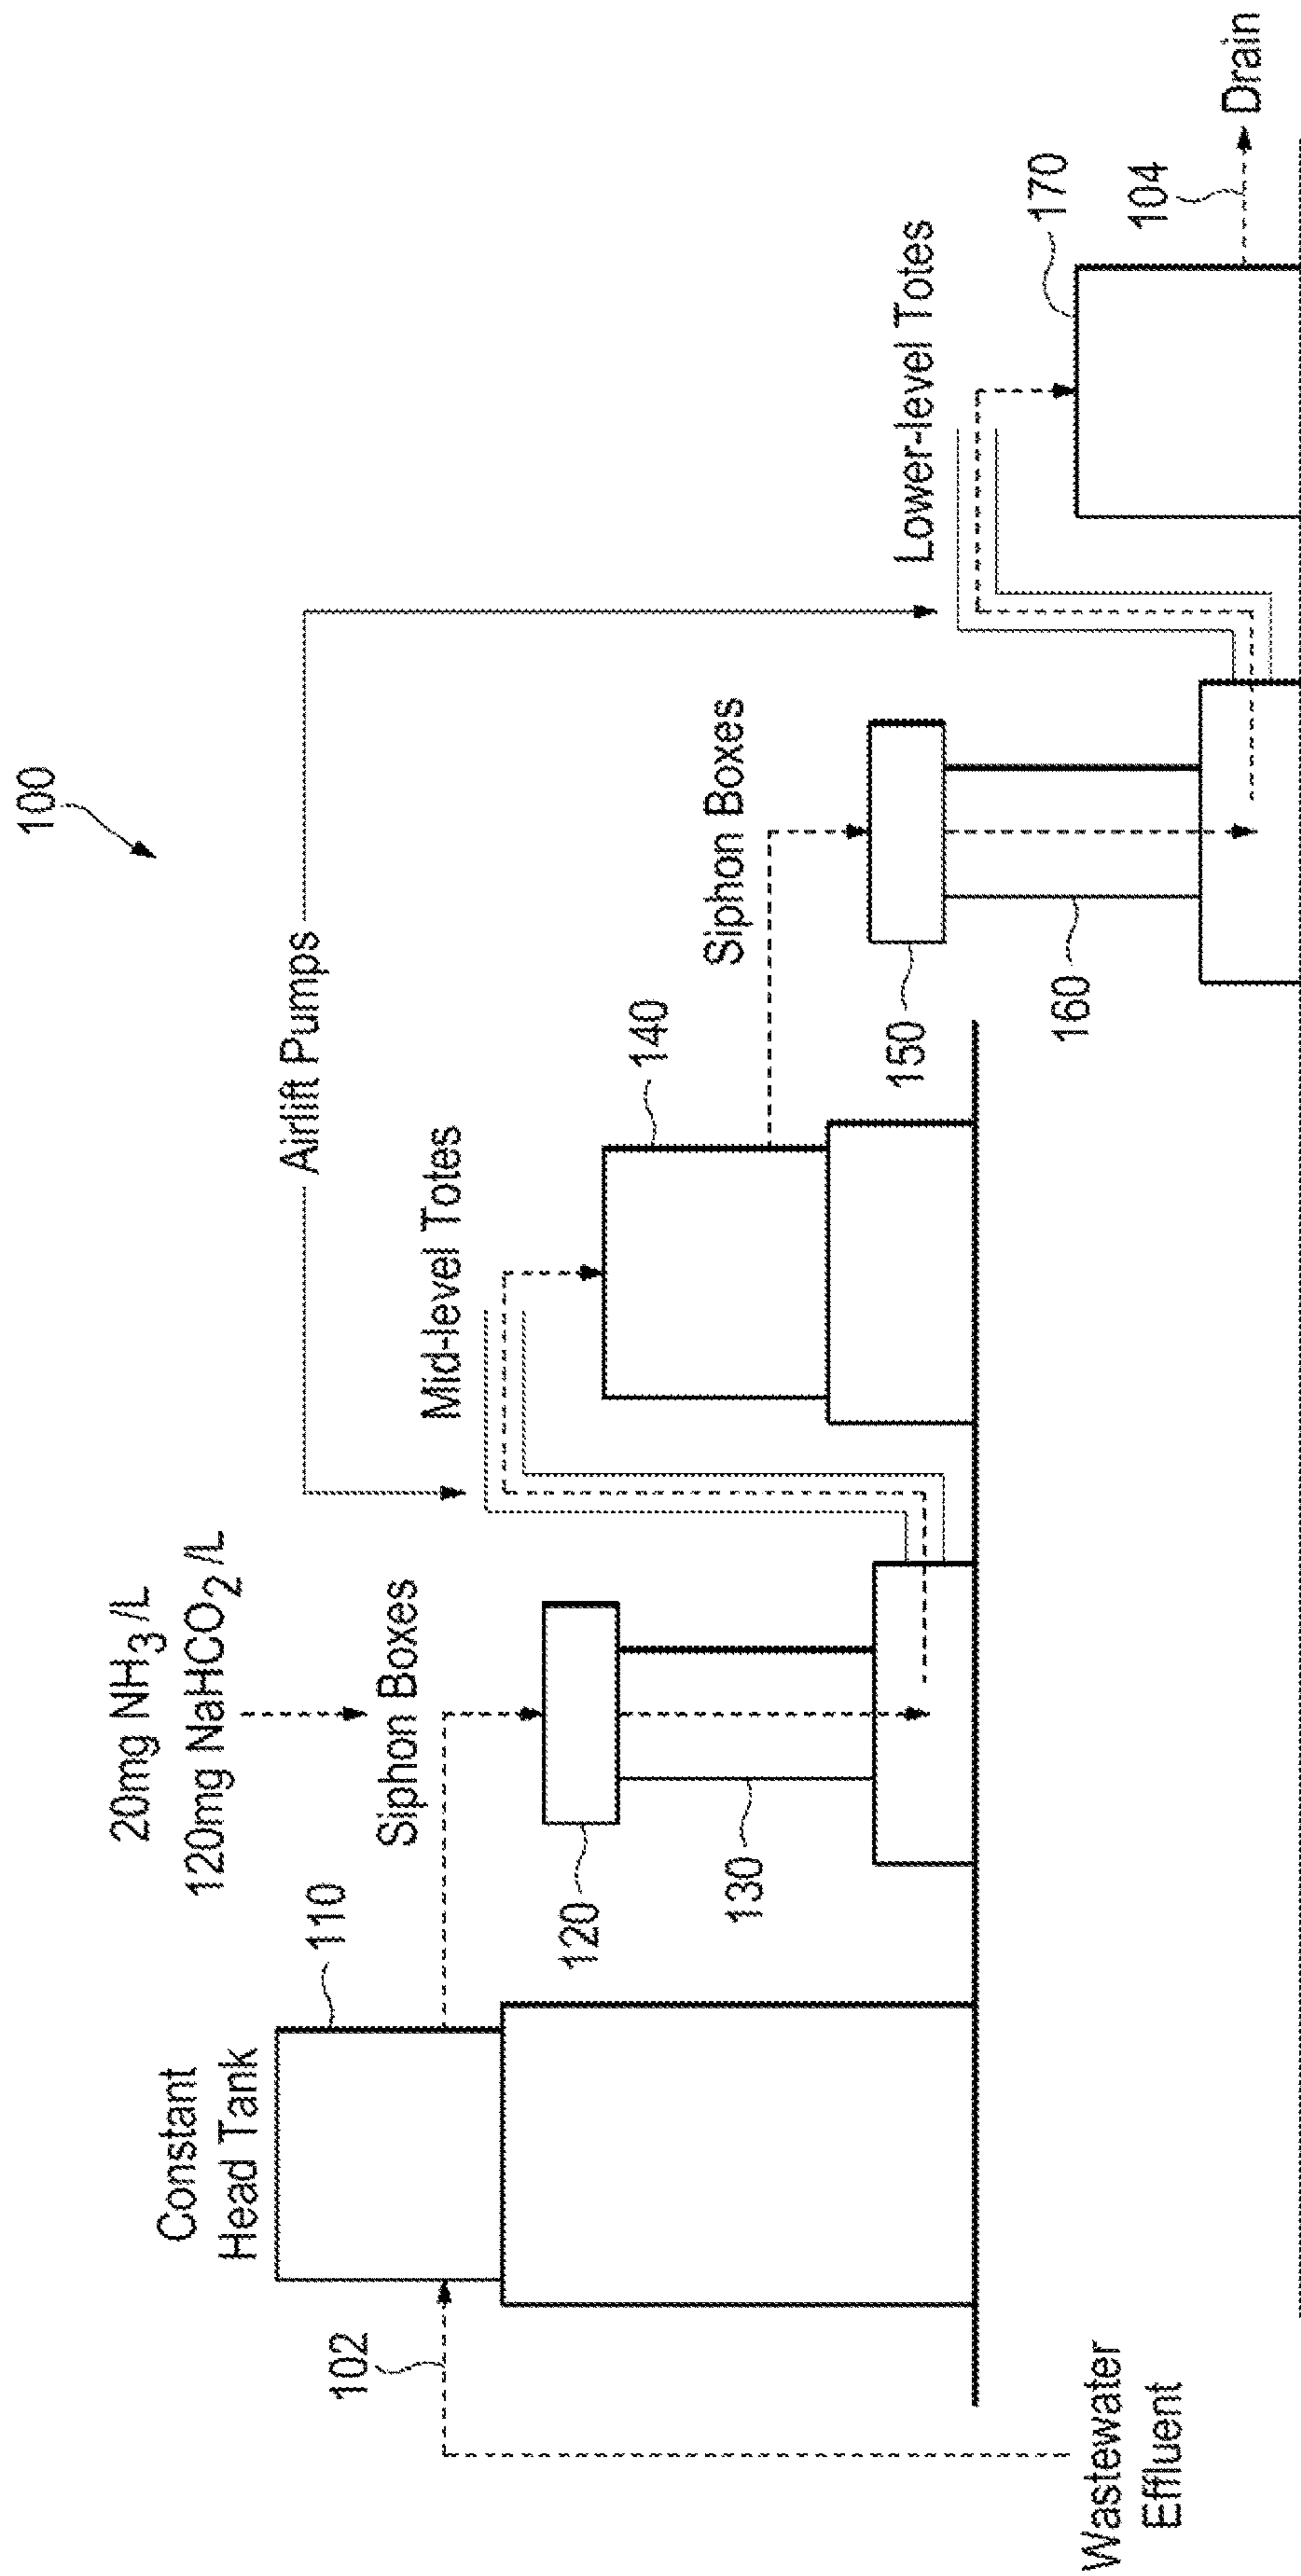 100
Airlift Pumps
20mg NH3/L
120mg NaHCO2/L
Constant
Head Tank
110
Siphon Boxes
Mid-level Totes
102
120
130
140
Siphon Boxes
Lower-level Totes
150
160
170
104
Drain
Wastewater
Effluent